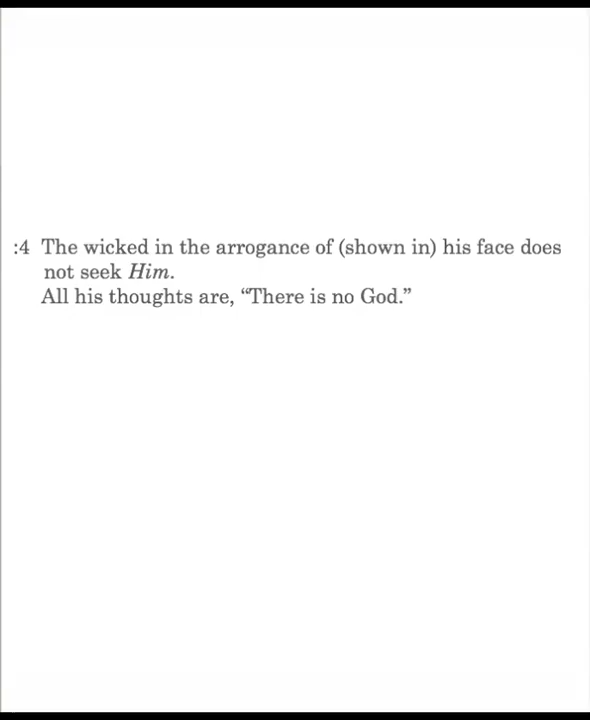 :4 The wicked in the arrogance of (shown in) his face does
not seek Him.
All his thoughts are, “There is no God.”